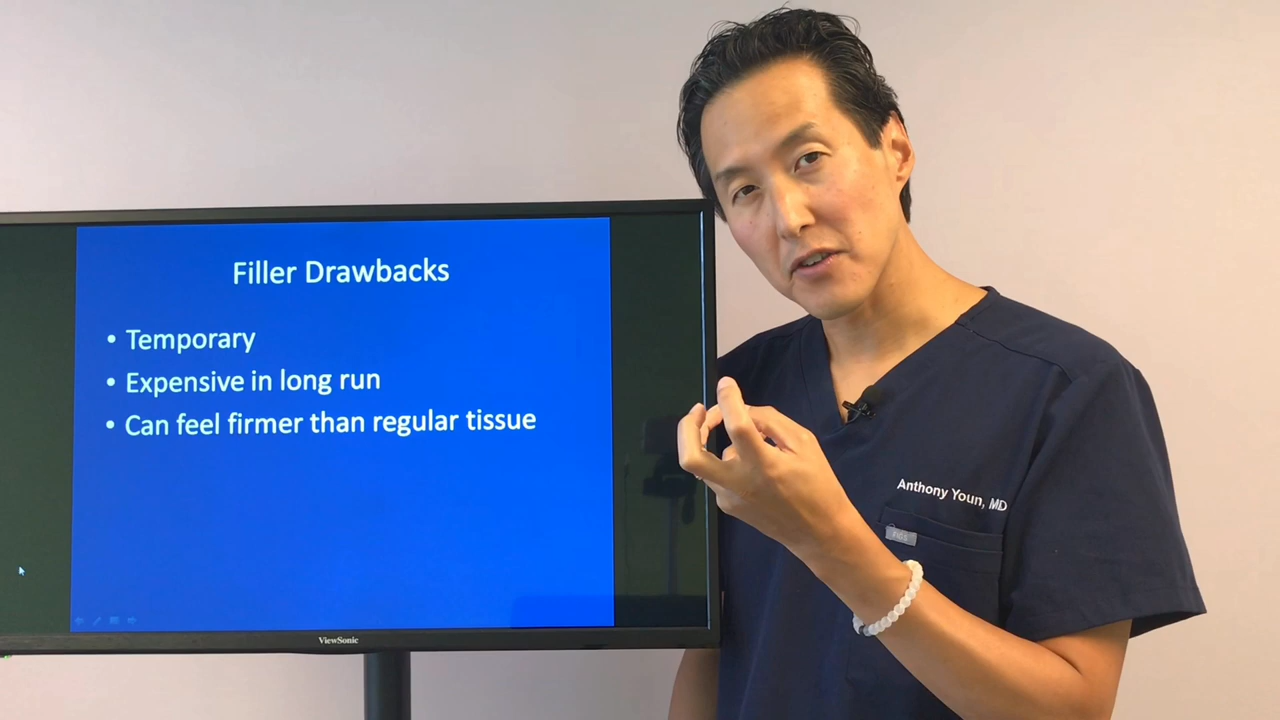 Filler Drawbacks
• Temporary
• Expensive in long run
• Can feel firmer than regular tissue
ViewSonic
Anthony Youn, MD